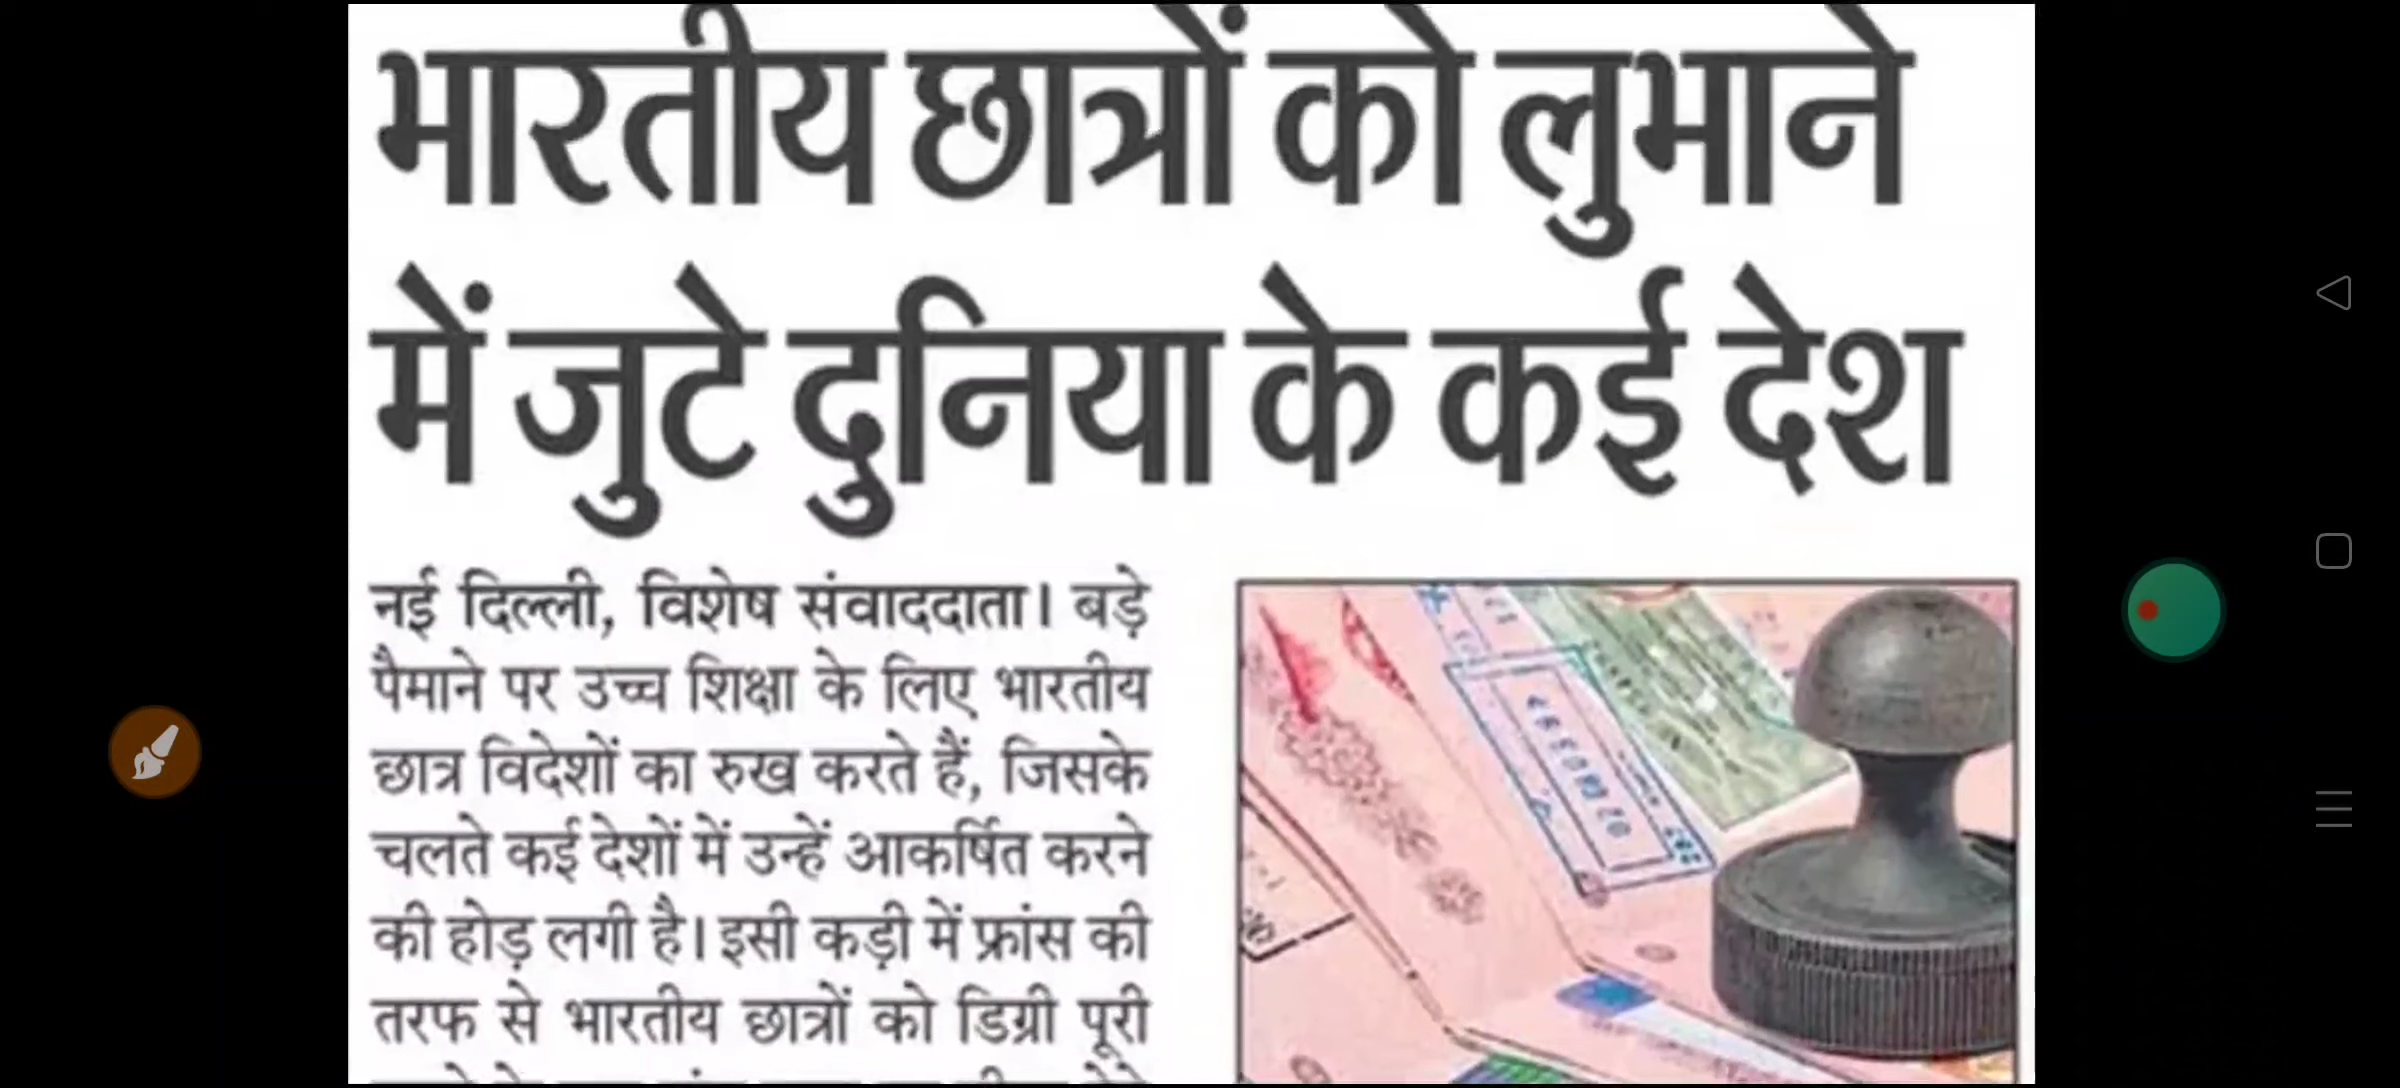 भारतीय छात्रों को लुभाने
में जुटे दुनिया के कई देश
नई दिल्ली, विशेष संवाददाता। बड़े
पैमाने पर उच्च शिक्षा के लिए भारतीय
छात्र विदेशों का रुख करते हैं, जिसके
चलते कई देशों में उन्हें आकर्षित करने
की होड़ लगी है। इसी कड़ी में फ्रांस की
तरफ से भारतीय छात्रों को डिग्री पूरी